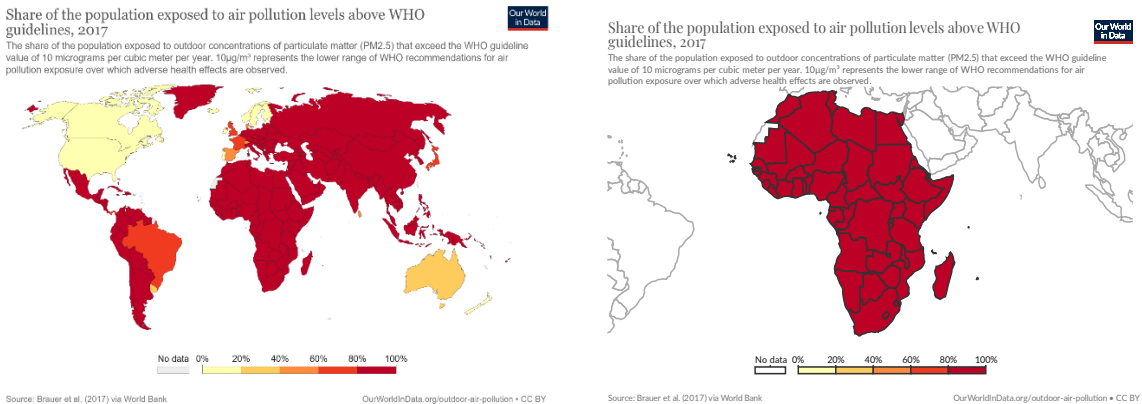 Share of the population exposed to air pollution levels above WHO
guidelines, 2017
Our World
in Data
The share of the population exposed to outdoor concentrations of particulate matter (PM2.5) that exceed the WHO guideline
value of 10 micrograms per cubic meter per year. 10µg/m³ represents the lower range of WHO recommendations for air
pollution exposure over which adverse health effects are observed.
No data 0% 20% 40% 60% 80% 100%
Source: Brauer et al. (2017) via World Bank
OurWorldInData.org/outdoor-air-pollution • CC BY
Share of the population exposed to air pollution levels above WHO
guidelines, 2017
Our World
in Data
The share of the population exposed to outdoor concentrations of particulate matter (PM2.5) that exceed the WHO guideline
value of 10 micrograms per cubic meter per year. 10µg/m³ represents the lower range of WHO recommendations for air
pollution exposure over which adverse health effects are observed.
No data 0% 20% 40% 60% 80% 100%
Source: Brauer et al. (2017) via World Bank
OurWorldInData.org/outdoor-air-pollution • CC BY